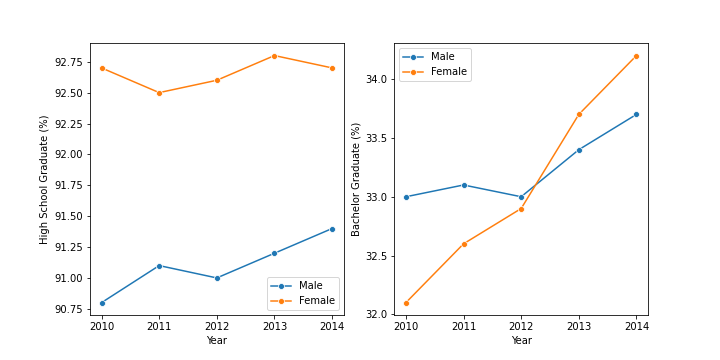 High School Graduate (%)
92.75
92.50
92.25
92.00
91.75
91.50
91.25
91.00
90.75
Male
Female
2010 2011 2012 2013 2014
Year
Bachelor Graduate (%)
34.0
33.5
33.0
32.5
32.0
Male
Female
2010 2011 2012 2013 2014
Year